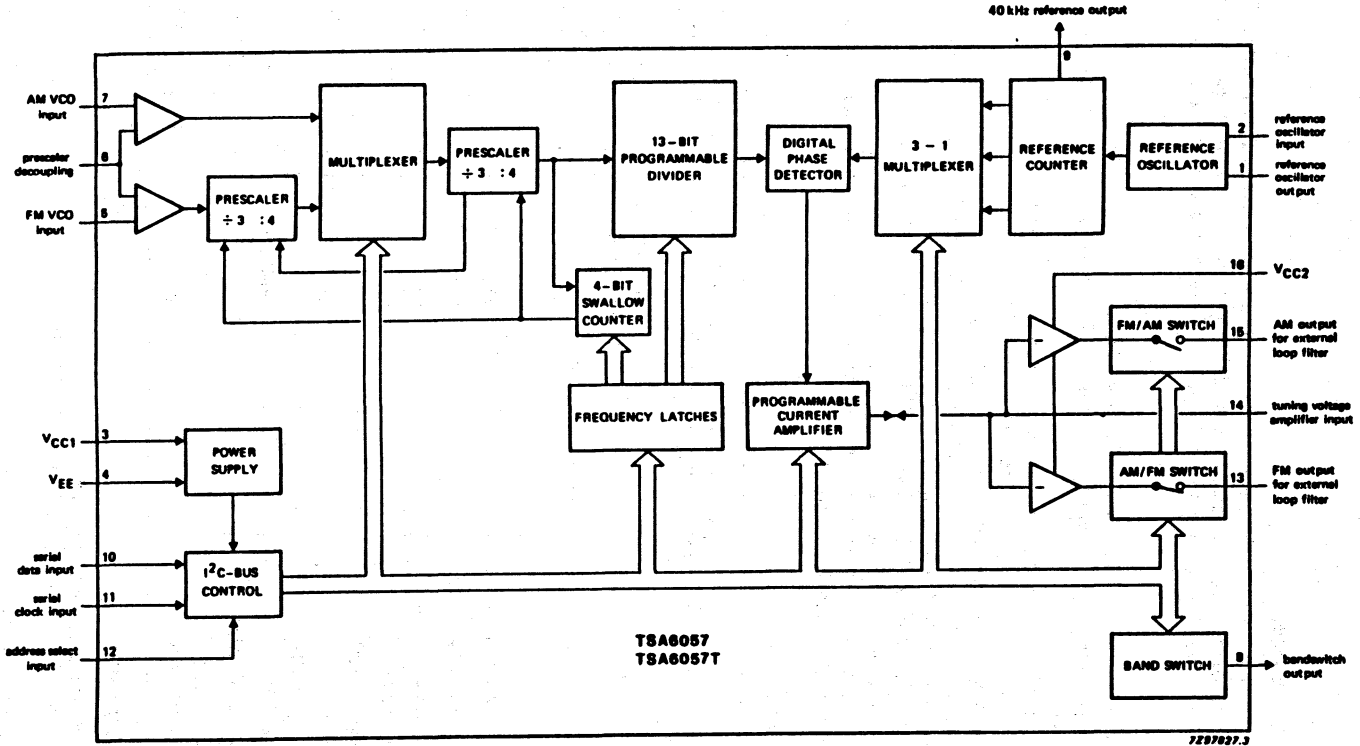 40 kHz reference output
9
AM VCO
input
7
prescaler
decoupling
6
FM VCO
input
5
PRESCALER
÷3 :4
MULTIPLEXER
PRESCALER
÷3 :4
13-BIT
PROGRAMMABLE
DIVIDER
DIGITAL
PHASE
DETECTOR
3 - 1
MULTIPLEXER
REFERENCE
COUNTER
REFERENCE
OSCILLATOR
2
reference
oscillator
input
1
reference
oscillator
output
4-BIT
SWALLOW
COUNTER
16
VCC2
FM/AM SWITCH
15
AM output
for external
loop filter
FREQUENCY LATCHES
PROGRAMMABLE
CURRENT
AMPLIFIER
14
tuning voltage
amplifier input
VCC1
3
VEE
4
POWER
SUPPLY
AM/FM SWITCH
13
FM output
for external
loop filter
serial
data input
10
serial
clock input
11
I²C-BUS
CONTROL
address select
input
12
TSA6057
TSA6057T
BAND SWITCH
8
bandswitch
output
7Z97827.3